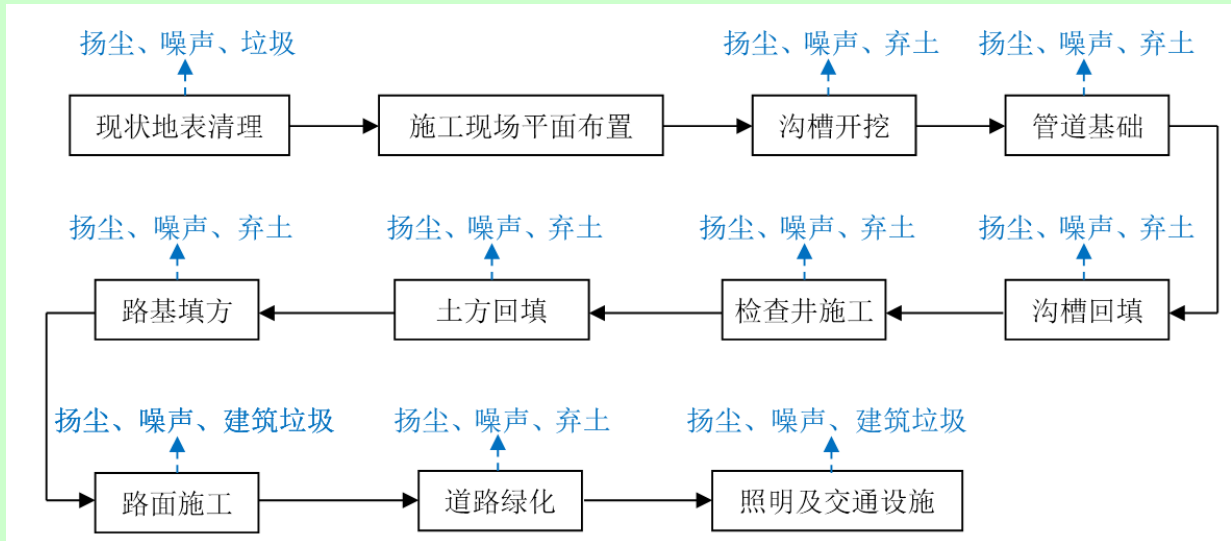 扬尘、噪声、垃圾
扬尘、噪声、弃土
扬尘、噪声、弃土
现状地表清理
施工现场平面布置
沟槽开挖
管道基础
扬尘、噪声、弃土
扬尘、噪声、弃土
扬尘、噪声、弃土
扬尘、噪声、弃土
路基填方
土方回填
检查井施工
沟槽回填
扬尘、噪声、建筑垃圾
扬尘、噪声、弃土
扬尘、噪声、建筑垃圾
路面施工
道路绿化
照明及交通设施